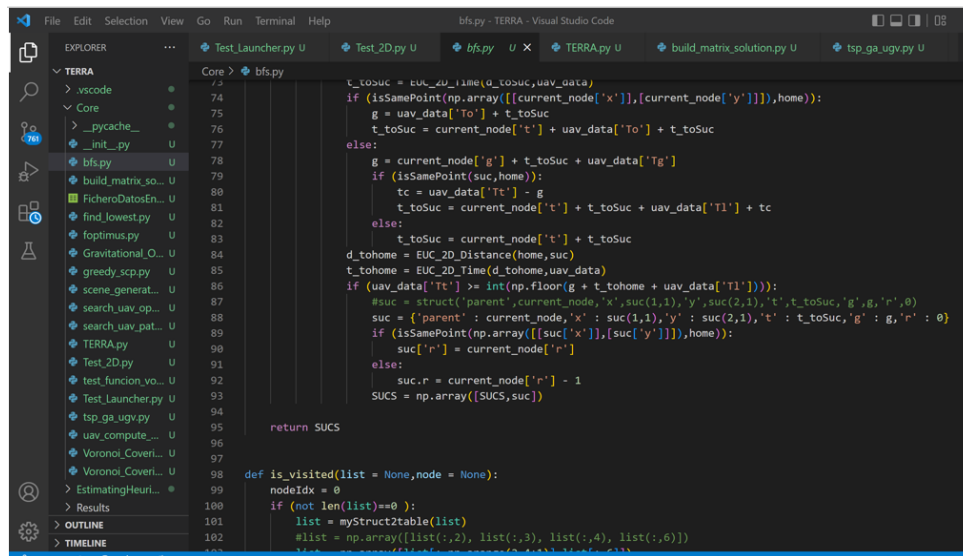 File Edit Selection View Go Run Terminal Help bfs.py - TERRA - Visual Studio Code
EXPLORER ...
Test_Launcher.py U Test_2D.py U bfs.py U TERRA.py U build_matrix_solution.py U tsp_ga_ugv.py U
Core > bfs.py
TERRA
.vscode
Core
__pycache__
__init__.py U
bfs.py U
build_matrix_so... U
FicheroDatosEn... U
find_lowest.py U
foptimus.py U
Gravitational_O... U
greedy_scp.py U
scene_generat... U
search_uav_op... U
search_uav_pat... U
TERRA.py U
Test_2D.py U
test_funcion_vo... U
Test_Launcher.py U
tsp_ga_ugv.py U
uav_compute_... U
Voronoi_Coveri... U
Voronoi_Coveri... U
EstimatingHeuri...
Results
OUTLINE
TIMELINE
761
73 t_toSuc = EUC_2D_Time(d_toSuc,uav_data)
74 if (isSamePoint(np.array([[current_node['x']],[current_node['y']]]),home)):
75 g = uav_data['To'] + t_toSuc
76 t_toSuc = current_node['t'] + uav_data['To'] + t_toSuc
77 else:
78 g = current_node['g'] + t_toSuc + uav_data['Tg']
79 if (isSamePoint(suc,home)):
80 tc = uav_data['Tt'] - g
81 t_toSuc = current_node['t'] + t_toSuc + uav_data['Tl'] + tc
82 else:
83 t_toSuc = current_node['t'] + t_toSuc
84 d_tohome = EUC_2D_Distance(home,suc)
85 t_tohome = EUC_2D_Time(d_tohome,uav_data)
86 if (uav_data['Tt'] >= int(np.floor(g + t_tohome + uav_data['Tl']))):
87 #suc = struct('parent',current_node,'x',suc(1,1),'y',suc(2,1),'t',t_toSuc,'g',g,'r',0)
88 suc = {'parent' : current_node,'x' : suc(1,1),'y' : suc(2,1),'t' : t_toSuc,'g' : g,'r' : 0}
89 if (isSamePoint(np.array([[suc['x']],[suc['y']]]),home)):
90 suc['r'] = current_node['r']
91 else:
92 suc.r = current_node['r'] - 1
93 SUCS = np.array([SUCS,suc])
94
95 return SUCS
96
97
98 def is_visited(list = None,node = None):
99 nodeIdx = 0
100 if (not len(list)==0 ):
101 list = myStruct2table(list)
102 #list = np.array([list(:,2), list(:,3), list(:,4), list(:,6)])